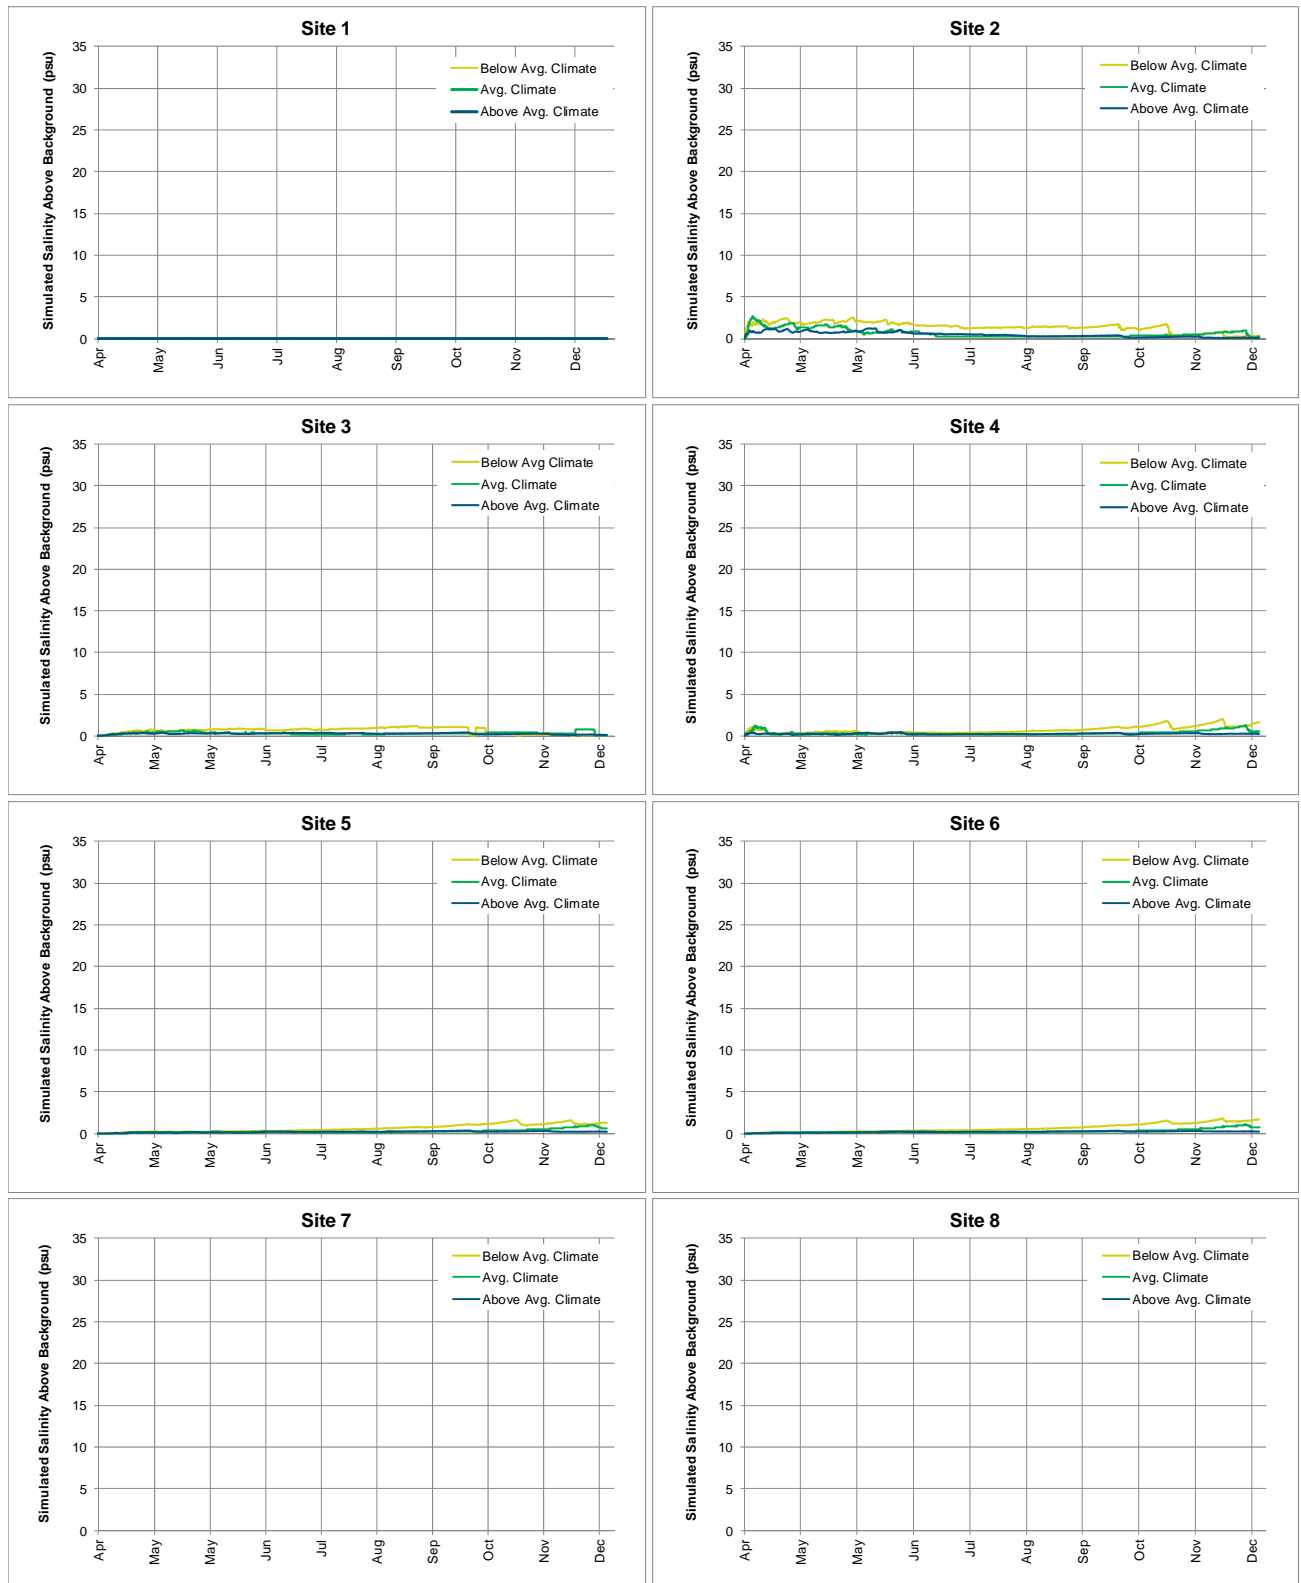 Site 1
Simulated Salinity Above Background (psu)
35
30
25
20
15
10
5
0
Below Avg. Climate
Avg. Climate
Above Avg. Climate
Apr
May
Jun
Jul
Aug
Sep
Oct
Nov
Dec
Site 2
Simulated Salinity Above Background (psu)
35
30
25
20
15
10
5
0
Below Avg. Climate
Avg. Climate
Above Avg. Climate
Apr
May
May
Jun
Jul
Aug
Sep
Oct
Nov
Dec
Site 3
Simulated Salinity Above Background (psu)
35
30
25
20
15
10
5
0
Below Avg Climate
Avg. Climate
Above Avg. Climate
Apr
May
May
Jun
Jul
Aug
Sep
Oct
Nov
Dec
Site 4
Simulated Salinity Above Background (psu)
35
30
25
20
15
10
5
0
Below Avg. Climate
Avg. Climate
Above Avg. Climate
Apr
May
May
Jun
Jul
Aug
Sep
Oct
Nov
Dec
Site 5
Simulated Salinity Above Background (psu)
35
30
25
20
15
10
5
0
Below Avg. Climate
Avg. Climate
Above Avg. Climate
Apr
May
May
Jun
Jul
Aug
Sep
Oct
Nov
Dec
Site 6
Simulated Salinity Above Background (psu)
35
30
25
20
15
10
5
0
Below Avg. Climate
Avg. Climate
Above Avg. Climate
Apr
May
May
Jun
Jul
Aug
Sep
Oct
Nov
Dec
Site 7
Simulated Salinity Above Background (psu)
35
30
25
20
15
10
5
0
Below Avg. Climate
Avg. Climate
Above Avg. Climate
Apr
May
May
Jun
Jul
Aug
Sep
Oct
Nov
Dec
Site 8
Simulated Salinity Above Background (psu)
35
30
25
20
15
10
5
0
Below Avg. Climate
Avg. Climate
Above Avg. Climate
Apr
May
May
Jun
Jul
Aug
Sep
Oct
Nov
Dec